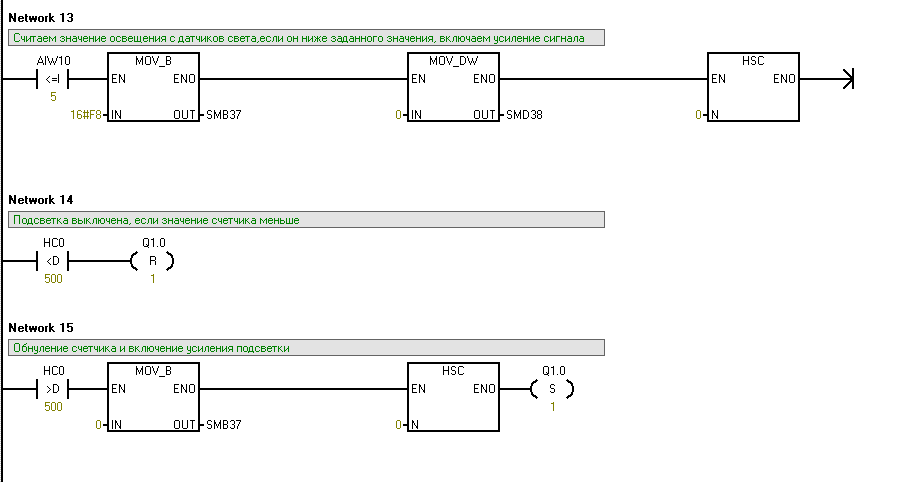 Network 13
Считаем значение освещения с датчиков света,если он ниже заданного значения, включаем усиление сигнала
AIW10 MOV_B MOV_DW HSC
<=I EN ENO EN ENO EN ENO
5
16#F8 IN OUT SMB37 0 IN OUT SMD38 0 N
Network 14
Подсветка выключена, если значение счетчика меньше
HC0 Q1.0
<D R
500 1
Network 15
Обнуление счетчика и включение усиления подсветки
HC0 MOV_B HSC Q1.0
>D EN ENO EN ENO S
500 1
0 IN OUT SMB37 0 N